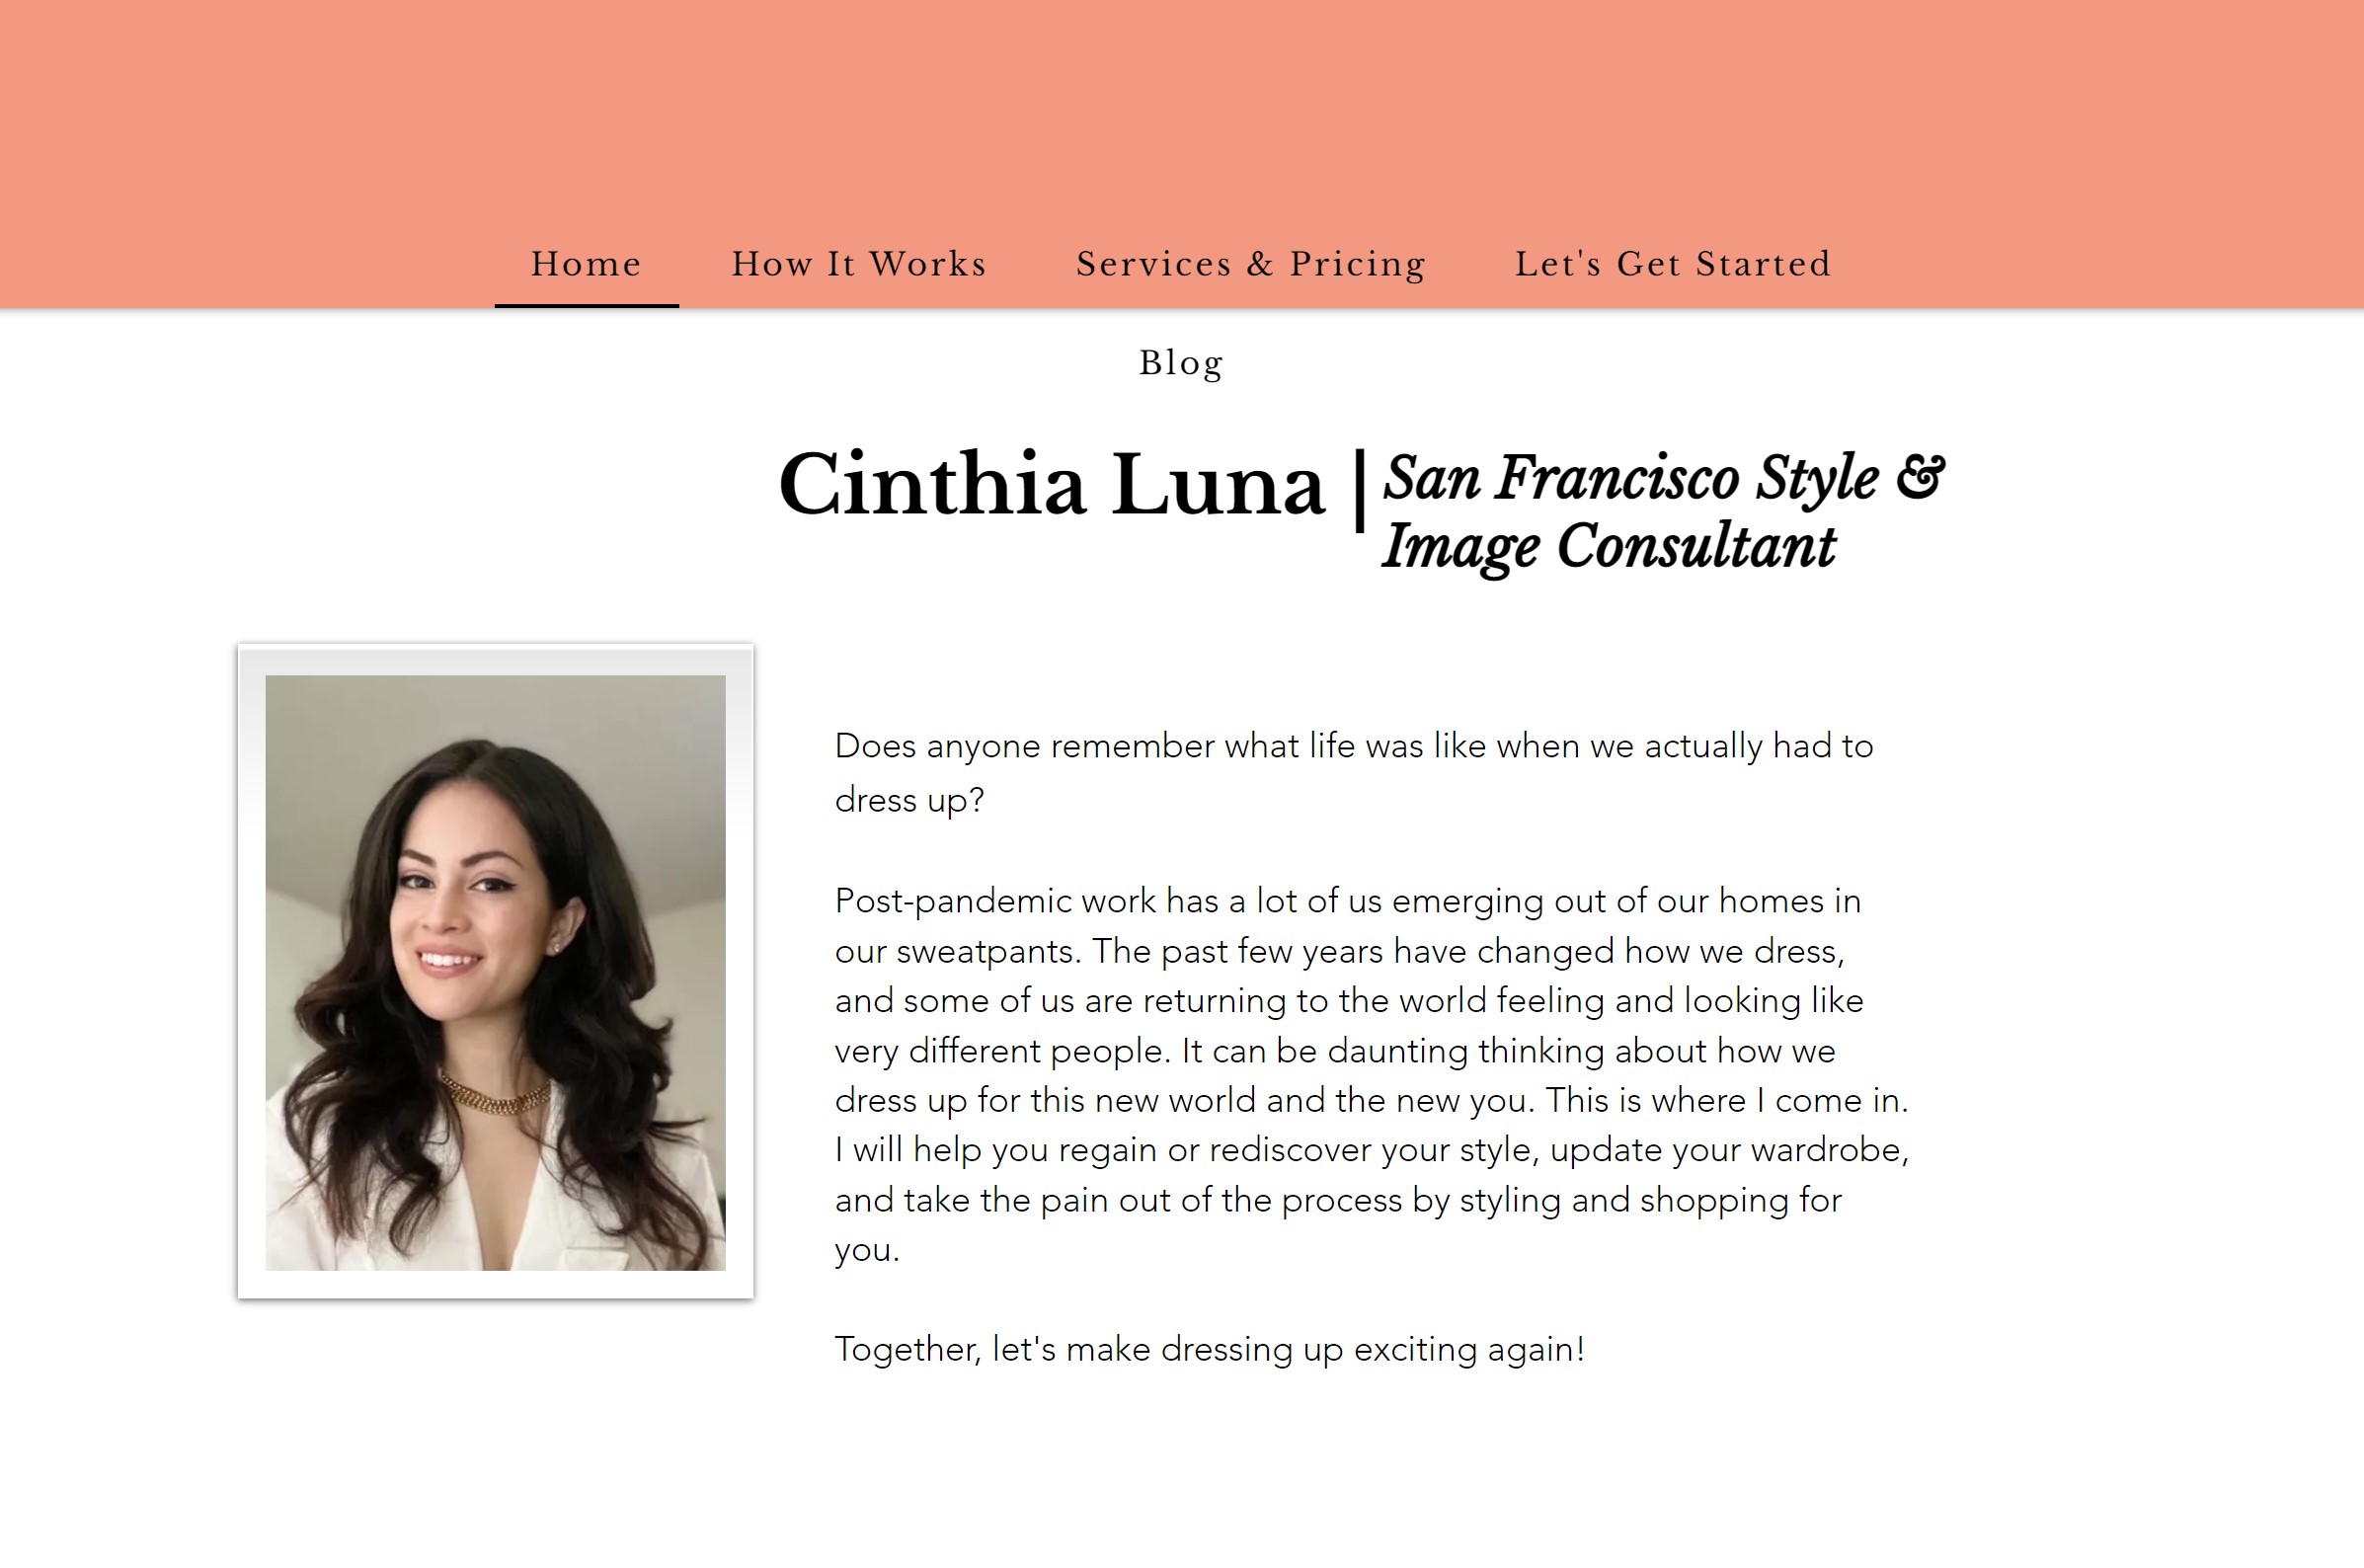 Home How It Works Services & Pricing Let's Get Started
Blog
Cinthia Luna | San Francisco Style &
Image Consultant
Does anyone remember what life was like when we actually had to
dress up?
Post-pandemic work has a lot of us emerging out of our homes in
our sweatpants. The past few years have changed how we dress,
and some of us are returning to the world feeling and looking like
very different people. It can be daunting thinking about how we
dress up for this new world and the new you. This is where I come in.
I will help you regain or rediscover your style, update your wardrobe,
and take the pain out of the process by styling and shopping for
you.
Together, let's make dressing up exciting again!